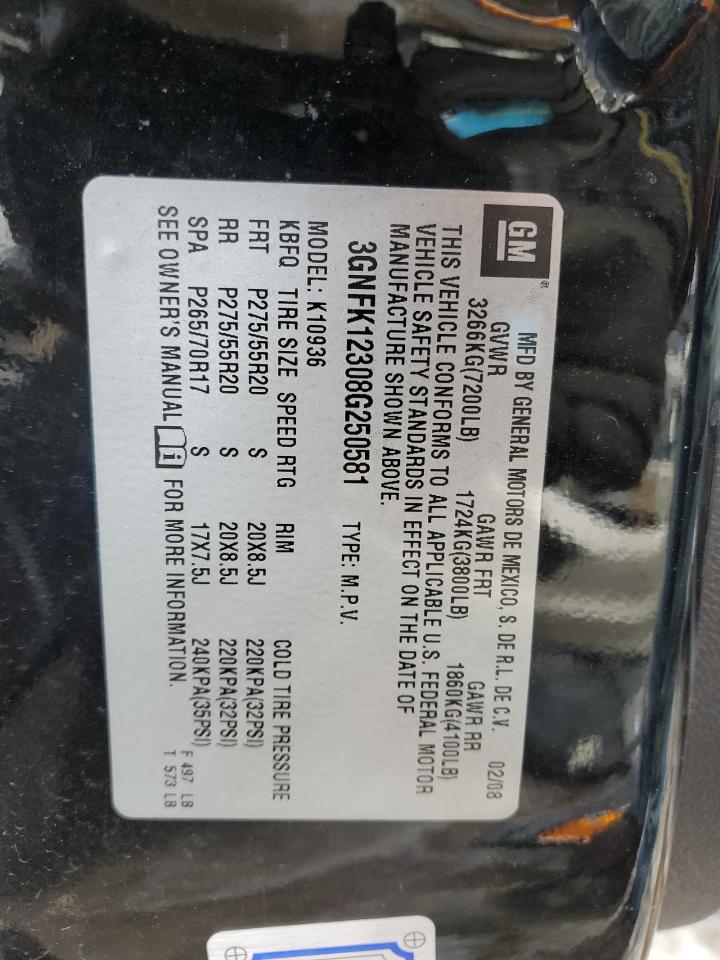 GM ®
MFD BY GENERAL MOTORS DE MEXICO, S. DE R.L. DE C.V. 02/08
GVWR GAWR FRT GAWR RR
3266KG(7200LB) 1724KG(3800LB) 1860KG(4100LB)
THIS VEHICLE CONFORMS TO ALL APPLICABLE U.S. FEDERAL MOTOR
VEHICLE SAFETY STANDARDS IN EFFECT ON THE DATE OF
MANUFACTURE SHOWN ABOVE.
3GNFK12308G250581 TYPE: M.P.V.
MODEL: K10936
KBFQ TIRE SIZE SPEED RTG RIM COLD TIRE PRESSURE
FRT P275/55R20 S 20X8.5J 220KPA(32PSI)
RR P275/55R20 S 20X8.5J 220KPA(32PSI)
SPA P265/70R17 S 17X7.5J 240KPA(35PSI)
SEE OWNER'S MANUAL i FOR MORE INFORMATION.
F 497 LB
T 573 LB